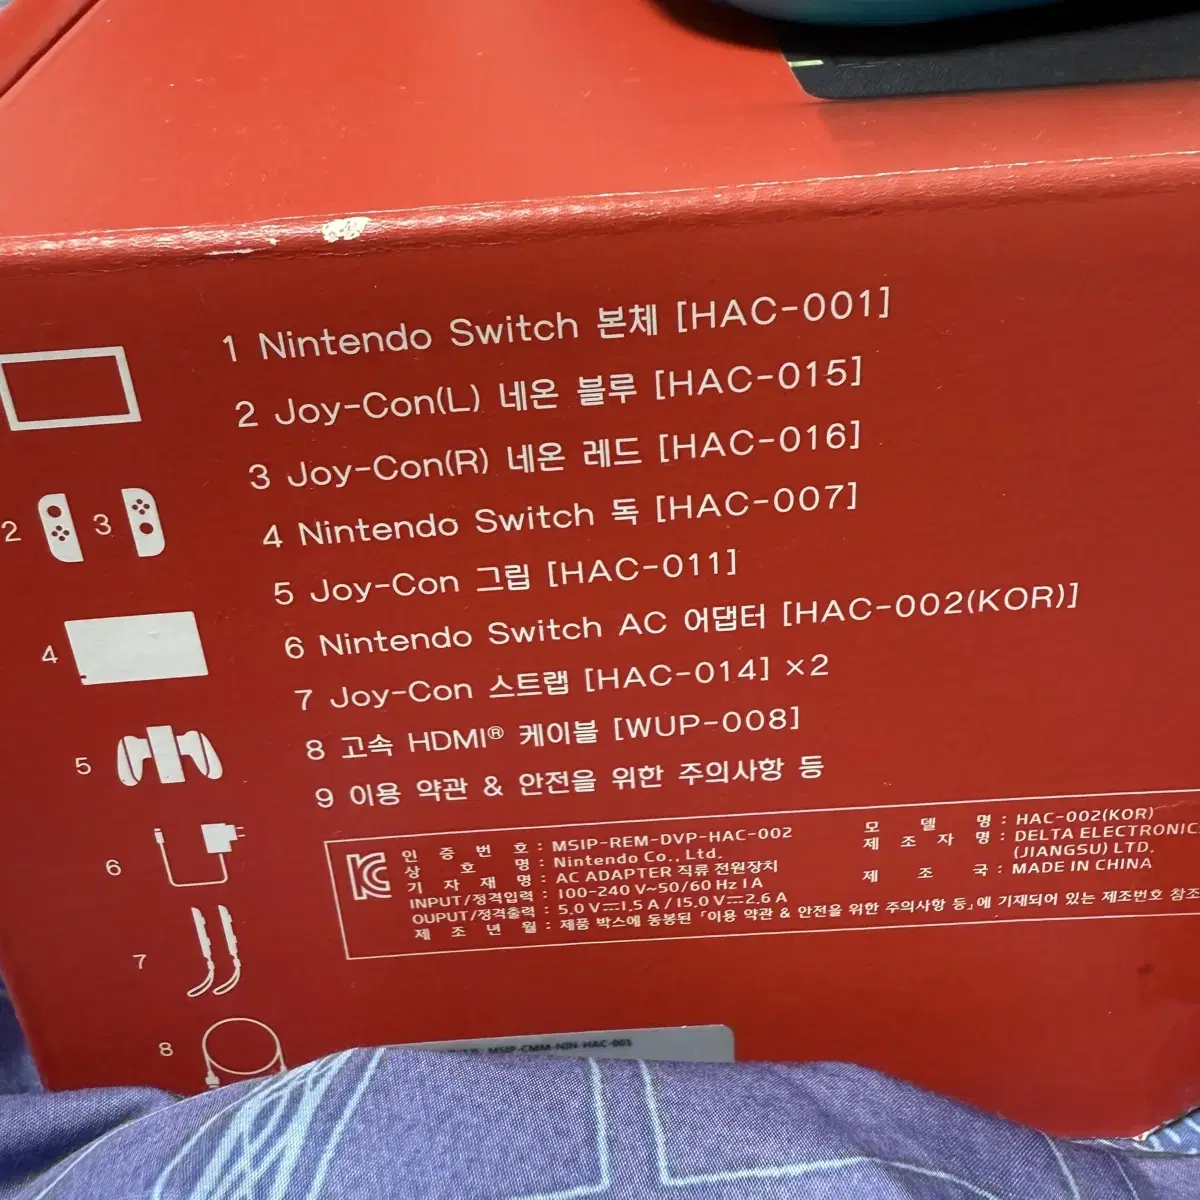 1 Nintendo Switch 본체 [HAC-001]
2 Joy-Con(L) 네온 블루 [HAC-015]
3 Joy-Con(R) 네온 레드 [HAC-016]
4 Nintendo Switch 독 [HAC-007]
5 Joy-Con 그립 [HAC-011]
6 Nintendo Switch AC 어댑터 [HAC-002(KOR)]
7 Joy-Con 스트랩 [HAC-014] ×2
8 고속 HDMI® 케이블 [WUP-008]
9 이용 약관 & 안전을 위한 주의사항 등
2
3
4
5
6
7
8
인증번호 : MSIP-REM-DVP-HAC-002
상호명 : Nintendo Co., Ltd.
기자재명 : AC ADAPTER 직류 전원장치
INPUT/정격입력 : 100-240 V~50/60 Hz 1A
OUPUT/정격출력 : 5.0 V⎓1.5 A / 15.0 V⎓2.6 A
제조년월 : 제품 박스에 동봉된 「이용 약관 & 안전을 위한 주의사항 등」에 기재되어 있는 제조번호 참조
모델명 : HAC-002(KOR)
제조자명 : DELTA ELECTRONIC
(JIANGSU) LTD.
제조국 : MADE IN CHINA
MSIP-CMM-NIN-HAC-001